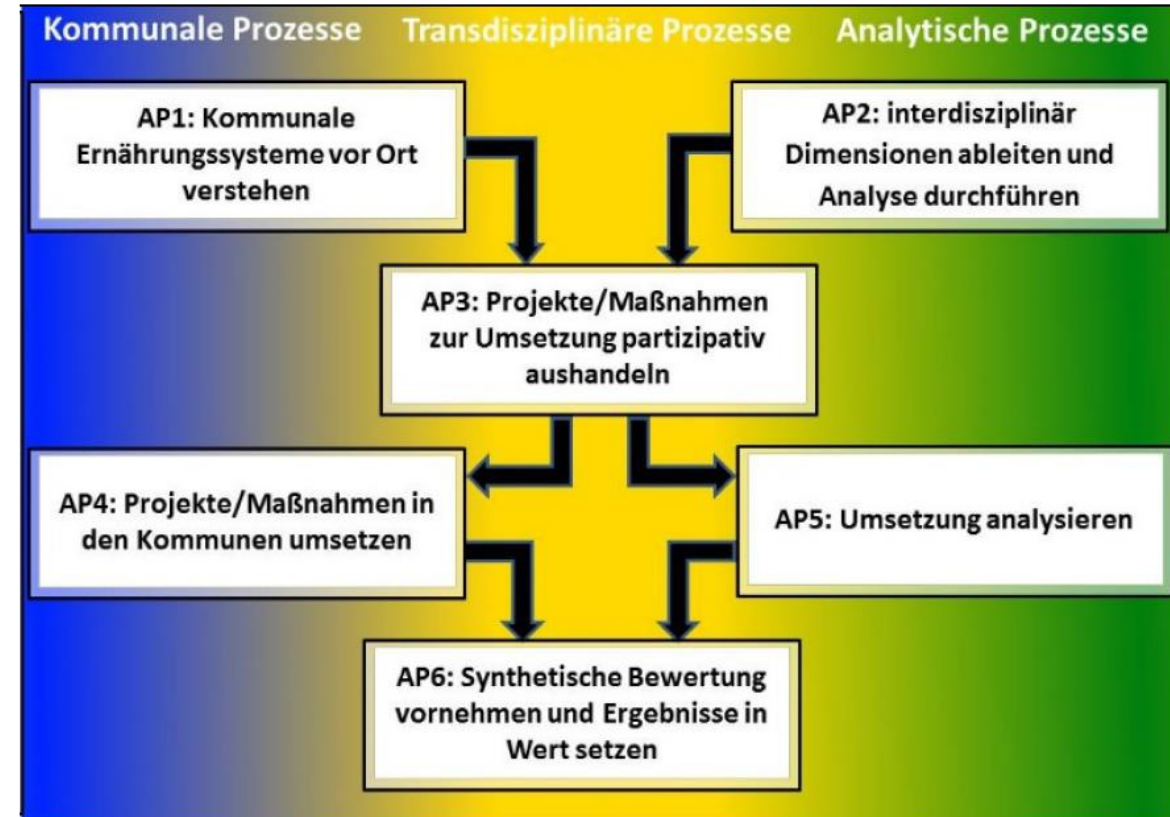 Kommunale Prozesse
Transdisziplinäre Prozesse
Analytische Prozesse
AP1: Kommunale
Ernährungssysteme vor Ort
verstehen
AP2: interdisziplinär
Dimensionen ableiten und
Analyse durchführen
AP3: Projekte/Maßnahmen
zur Umsetzung partizipativ
aushandeln
AP4: Projekte/Maßnahmen in
den Kommunen umsetzen
AP5: Umsetzung analysieren
AP6: Synthetische Bewertung
vornehmen und Ergebnisse in
Wert setzen